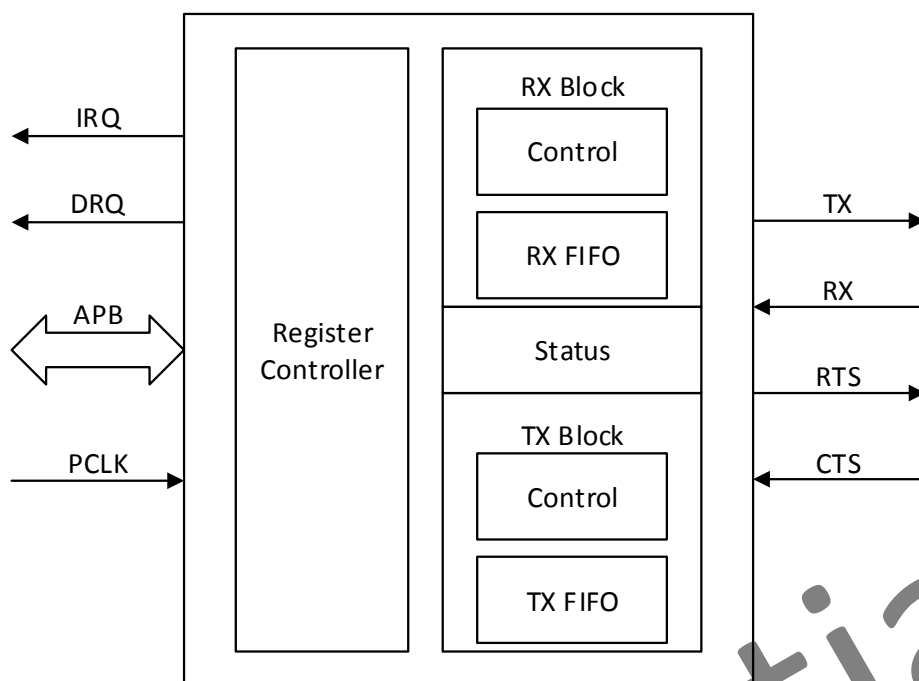 IRQ
DRQ
APB
PCLK
Register
Controller
RX Block
Control
RX FIFO
Status
TX Block
Control
TX FIFO
TX
RX
RTS
CTS
tia